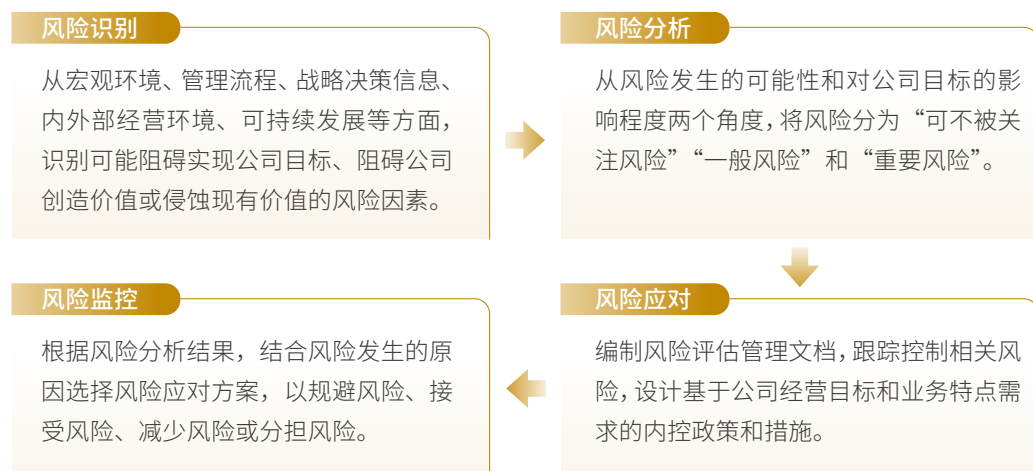 风险识别
从宏观环境、管理流程、战略决策信息、
内外部经营环境、可持续发展等方面，
识别可能阻碍实现公司目标、阻碍公司
创造价值或侵蚀现有价值的风险因素。
风险分析
从风险发生的可能性和对公司目标的影
响程度两个角度，将风险分为“可不被关
注风险”“一般风险”和“重要风险”。
风险监控
根据风险分析结果，结合风险发生的原
因选择风险应对方案，以规避风险、接
受风险、减少风险或分担风险。
风险应对
编制风险评估管理文档，跟踪控制相关风
险，设计基于公司经营目标和业务特点需
求的内控政策和措施。